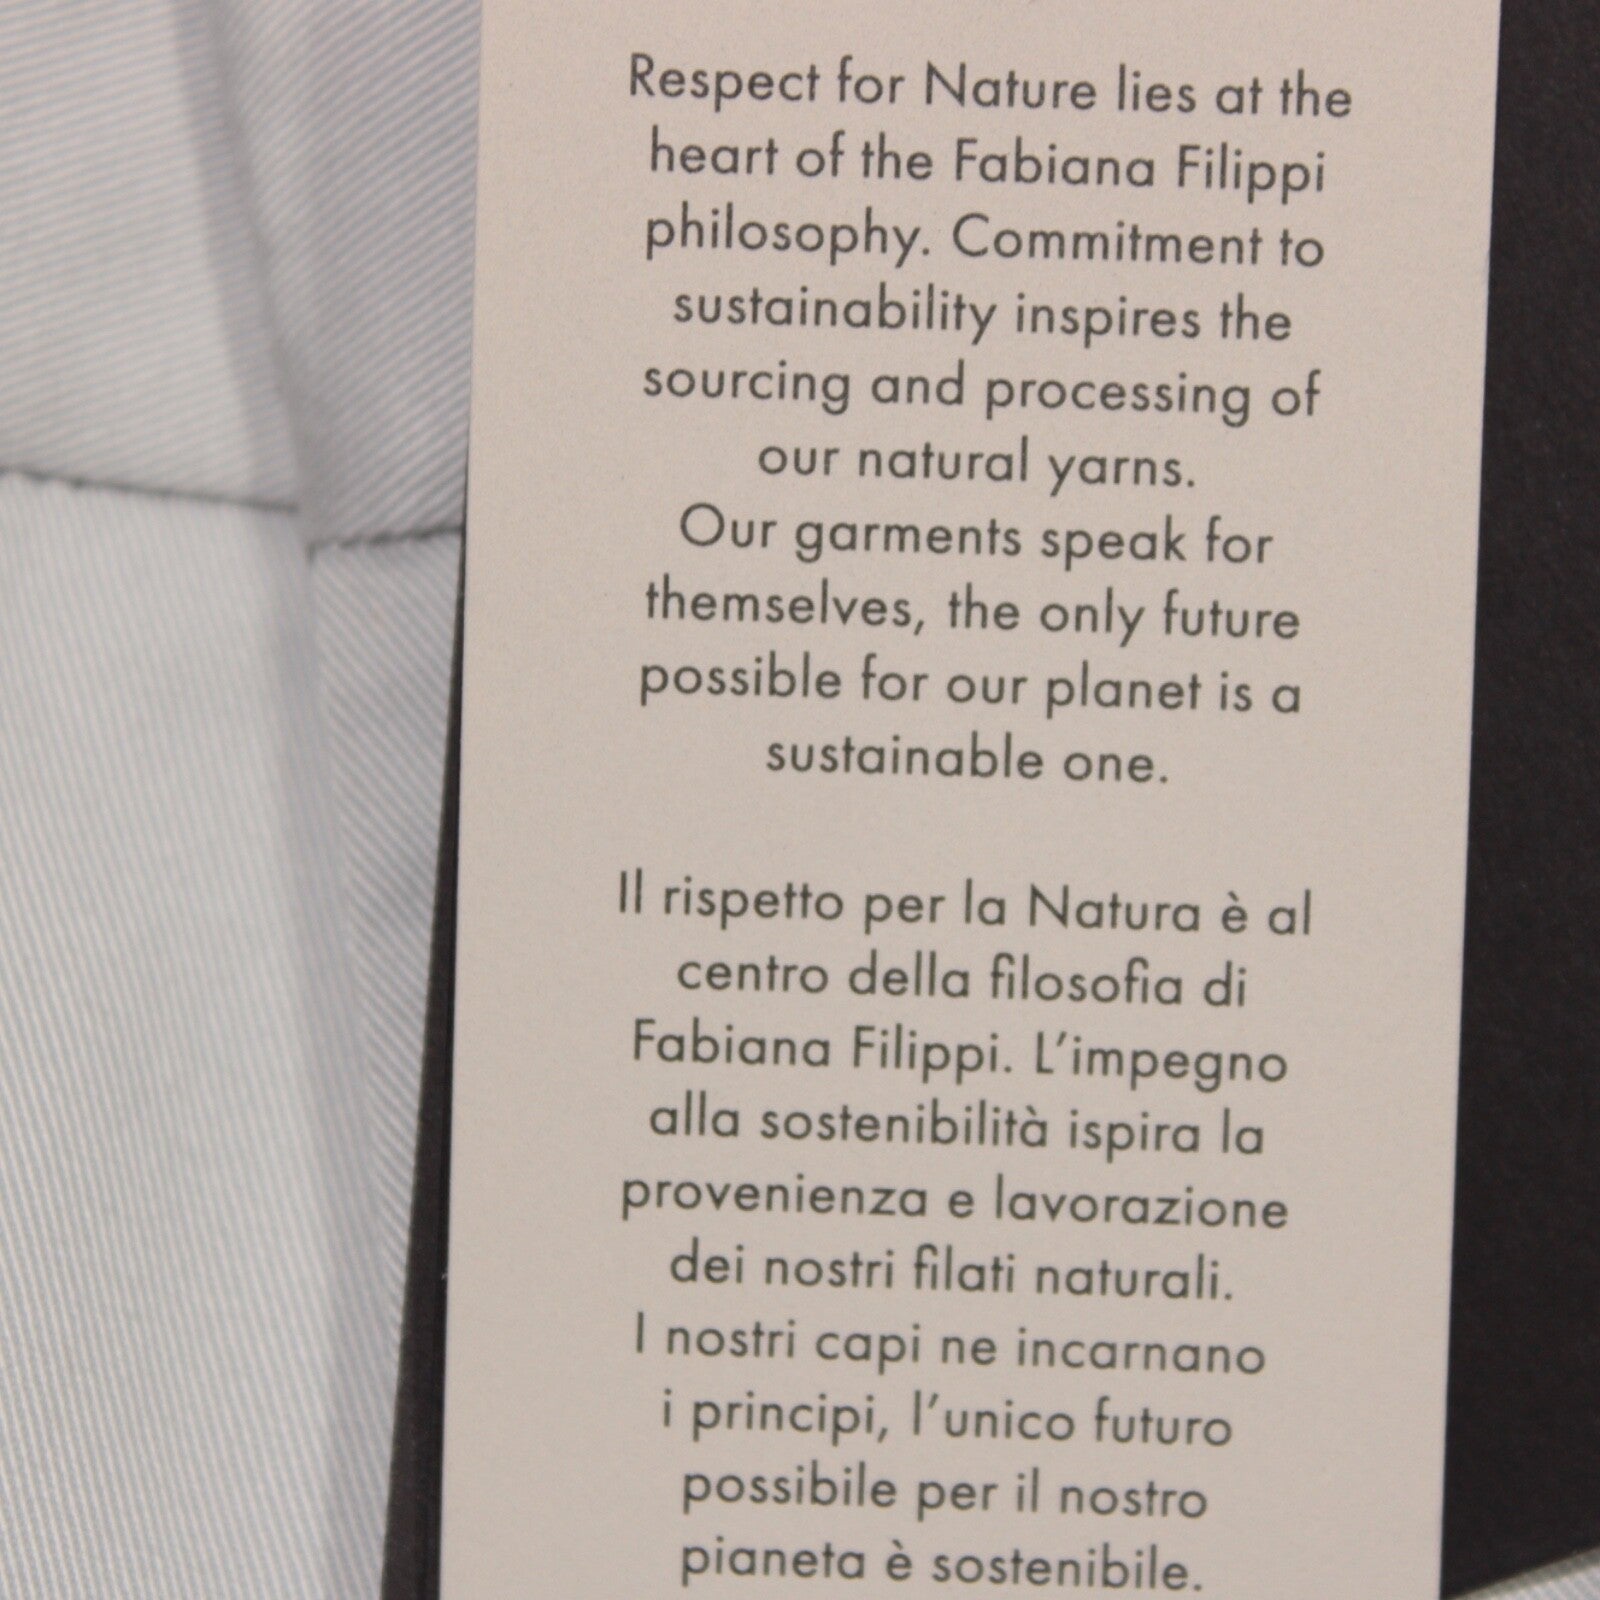 Respect for Nature lies at the
heart of the Fabiana Filippi
philosophy. Commitment to
sustainability inspires the
sourcing and processing of
our natural yarns.
Our garments speak for
themselves, the only future
possible for our planet is a
sustainable one.
Il rispetto per la Natura è al
centro della filosofia di
Fabiana Filippi. L'impegno
alla sostenibilità ispira la
provenienza e lavorazione
dei nostri filati naturali.
I nostri capi ne incarnano
i principi, l'unico futuro
possibile per il nostro
pianeta è sostenibile.